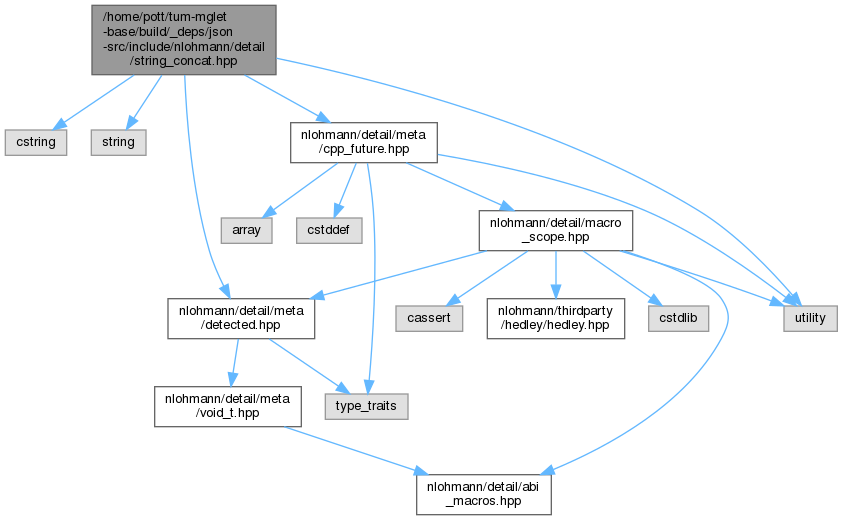 /home/pott/tum-mglet
-base/build/_deps/json
-src/include/nlohmann/detail
/string_concat.hpp
cstring
string
nlohmann/detail/meta
/cpp_future.hpp
array
cstddef
nlohmann/detail/macro
_scope.hpp
nlohmann/detail/meta
/detected.hpp
cassert
nlohmann/thirdparty
/hedley/hedley.hpp
cstdlib
utility
nlohmann/detail/meta
/void_t.hpp
type_traits
nlohmann/detail/abi
_macros.hpp